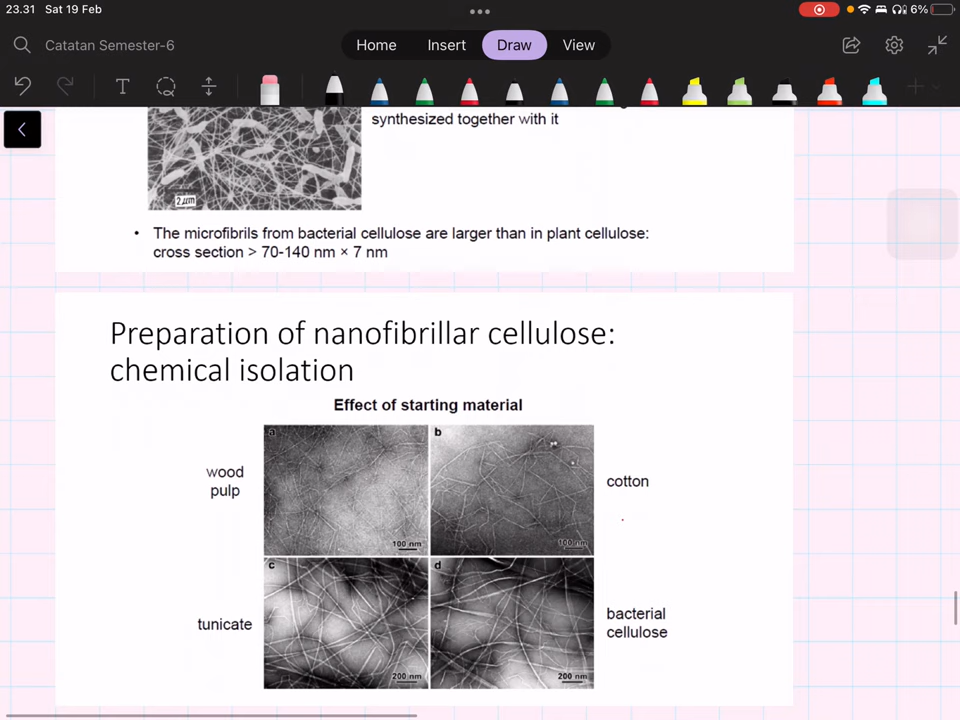 23.31 Sat 19 Feb
6%
Catatan Semester-6
Home Insert Draw View
T
synthesized together with it
2 μm
• The microfibrils from bacterial cellulose are larger than in plant cellulose:
cross section > 70-140 nm × 7 nm
Preparation of nanofibrillar cellulose:
chemical isolation
Effect of starting material
wood
pulp
a
100 nm
b
100 nm
cotton
tunicate
c
200 nm
d
200 nm
bacterial
cellulose